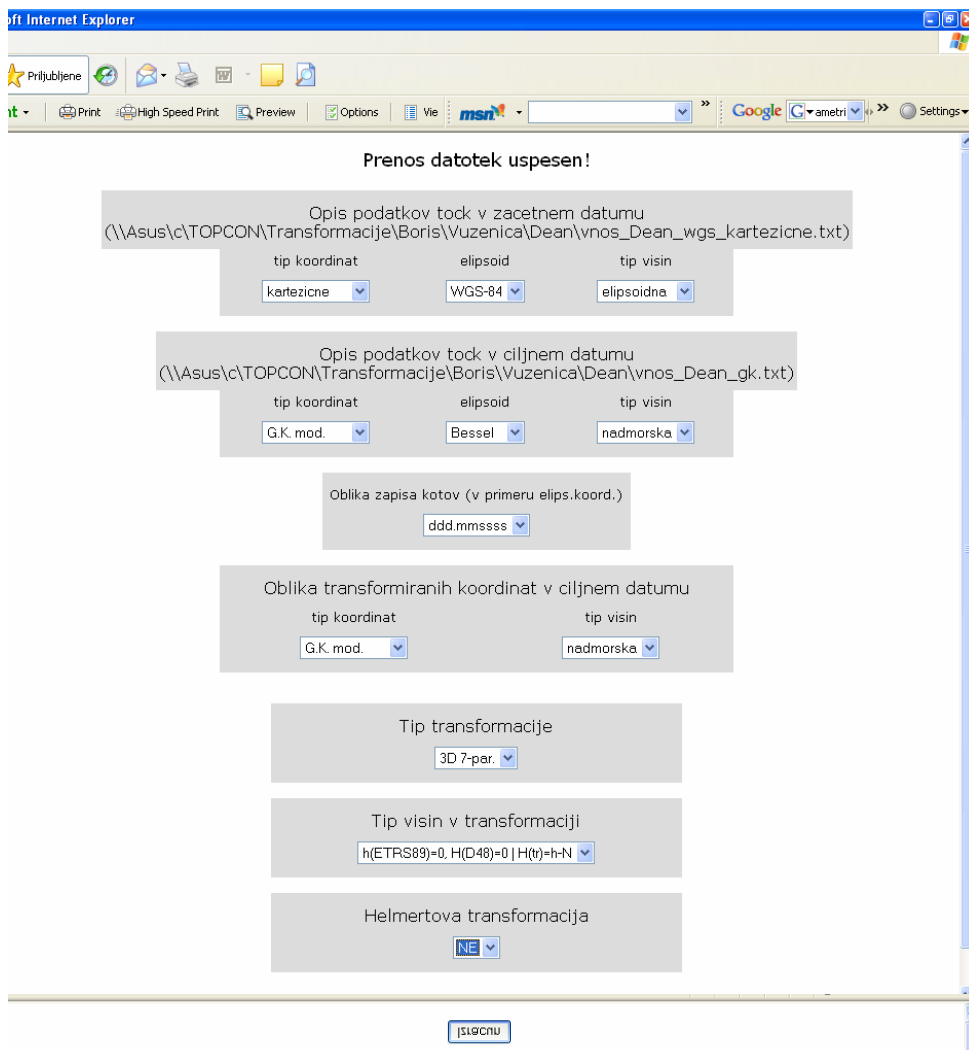 oft Internet Explorer
Priljubljene
nt
Print
High Speed Print
Preview
Options
Vie
msn
»
Google
G
ametri
»
Settings
Prenos datotek uspesen!
Opis podatkov tock v zacetnem datumu
(\\Asus\c\TOPCON\Transformacije\Boris\Vuzenica\Dean\vnos_Dean_wgs_kartezicne.txt)
tip koordinat elipsoid tip visin
kartezicne WGS-84 elipsoidna
Opis podatkov tock v ciljnem datumu
(\\Asus\c\TOPCON\Transformacije\Boris\Vuzenica\Dean\vnos_Dean_gk.txt)
tip koordinat elipsoid tip visin
G.K. mod. Bessel nadmorska
Oblika zapisa kotov (v primeru elips.koord.)
ddd.mmssss
Oblika transformiranih koordinat v ciljnem datumu
tip koordinat tip visin
G.K. mod. nadmorska
Tip transformacije
3D 7-par.
Tip visin v transformaciji
h(ETRS89)=0, H(D48)=0 | H(tr)=h-N
Helmertova transformacija
NE
Izracun